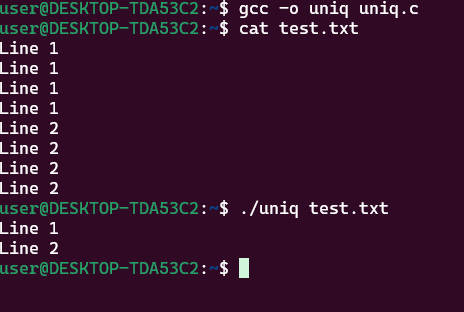 user@DESKTOP-TDA53C2:~$ gcc -o uniq uniq.c
user@DESKTOP-TDA53C2:~$ cat test.txt
Line 1
Line 1
Line 1
Line 1
Line 2
Line 2
Line 2
Line 2
user@DESKTOP-TDA53C2:~$ ./uniq test.txt
Line 1
Line 2
user@DESKTOP-TDA53C2:~$